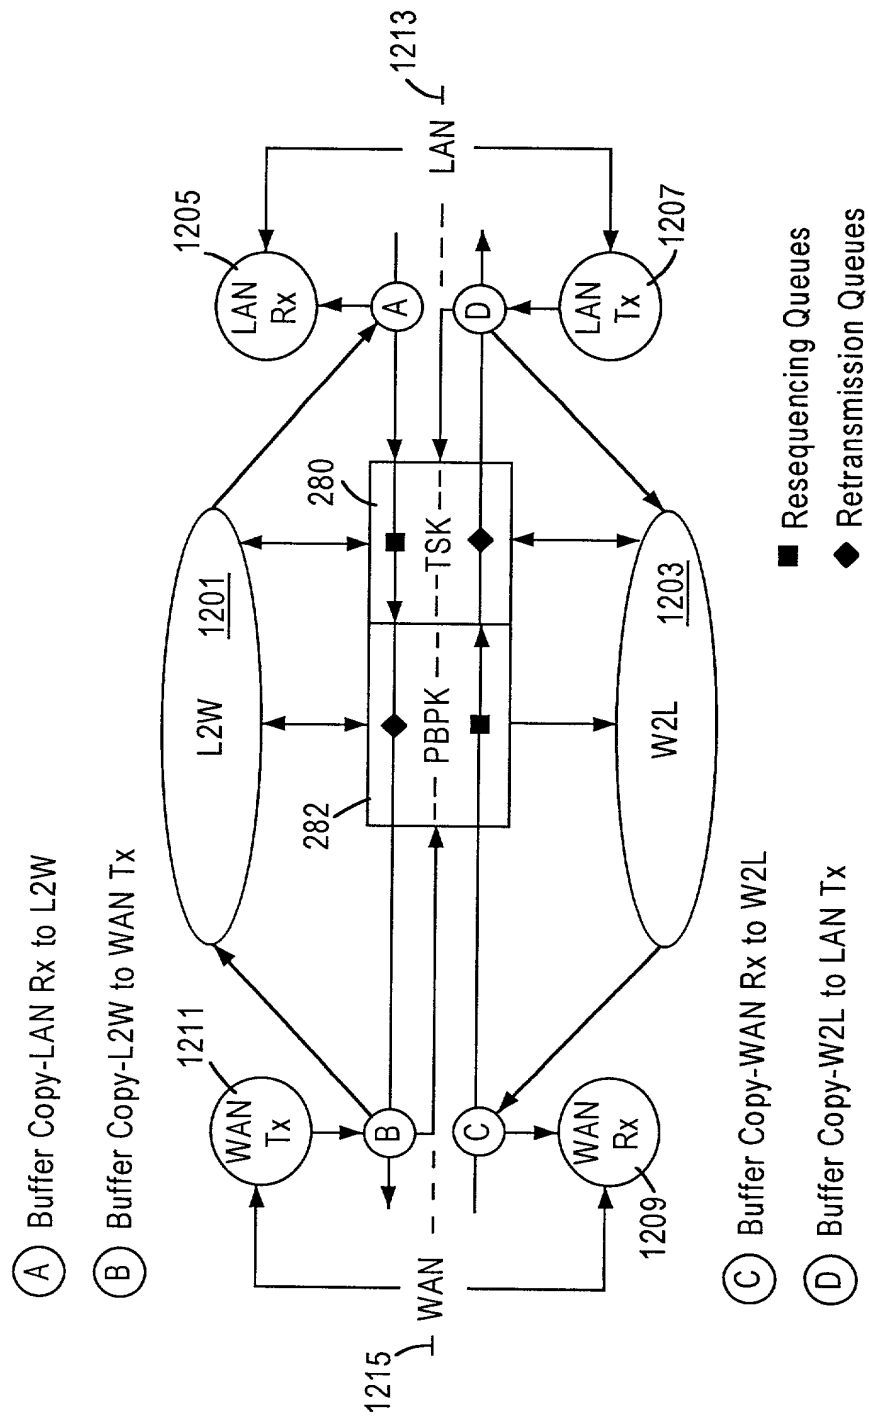 A Buffer Copy-LAN Rx to L2W
B Buffer Copy-L2W to WAN Tx
1211
WAN
Tx
L2W
1201
1205
LAN
Rx
1213
1215
WAN
B
C
282
PBPK
280
TSK
A
D
LAN
1209
WAN
Rx
W2L
1203
LAN
Tx
1207
C Buffer Copy-WAN Rx to W2L
D Buffer Copy-W2L to LAN Tx
Resequencing Queues
Retransmission Queues